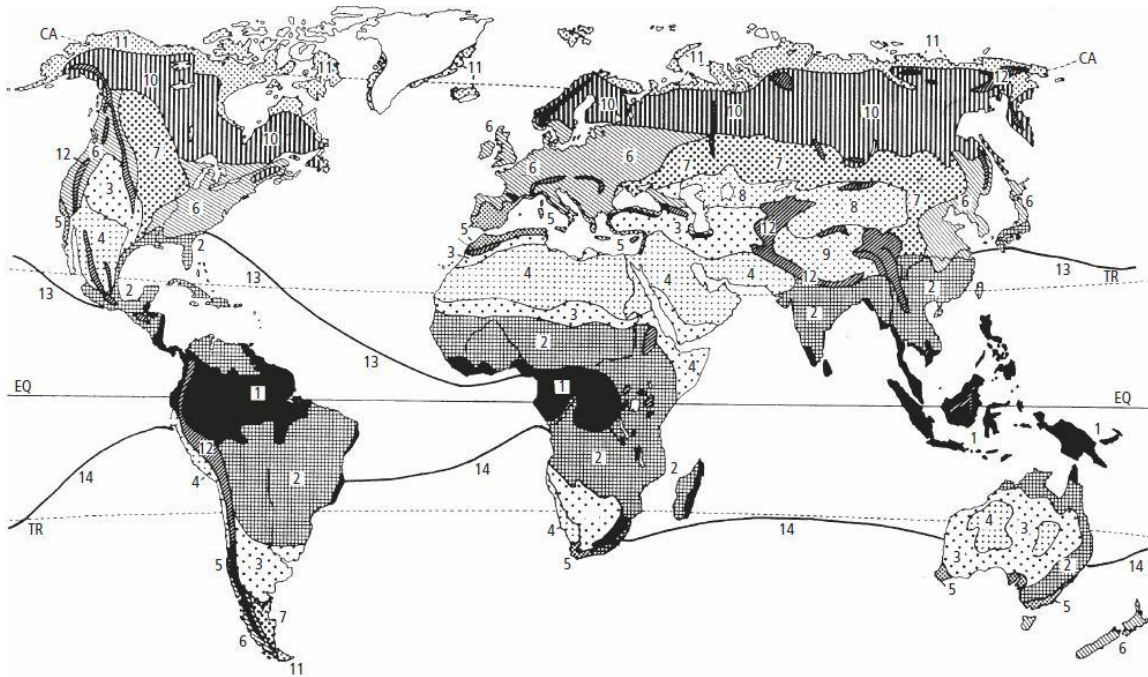 CA 11 11 11 12 CA
11 11 11
10 10 10 10
6
12 6 7 10 6 6 7 7 7 6 6
3 8 8
5 6 5 3 12 9
4 2 3 5 4 4 4 12 13 TR
13 2 13 3 2 2
2 4
13
EQ 1 1 EQ
1
14 12 2 14 2 2
4
TR 4 14 4 3
5 3 5 3 2 14
5 5
7
6 6
11